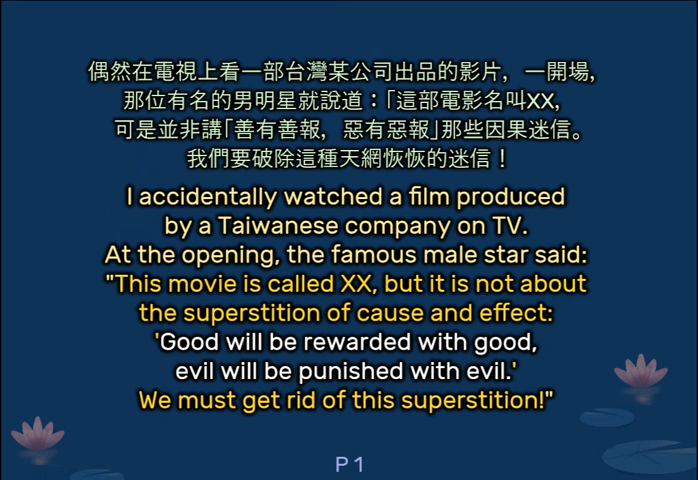 偶然在電視上看一部台灣某公司出品的影片，一開場，
那位有名的男明星就說道：「這部電影名叫XX，
可是並非講「善有善報，惡有惡報」那些因果迷信。
我們要破除這種天網恢恢的迷信！
I accidentally watched a film produced
by a Taiwanese company on TV.
At the opening, the famous male star said:
"This movie is called XX, but it is not about
the superstition of cause and effect:
'Good will be rewarded with good,
evil will be punished with evil.'
We must get rid of this superstition!"
P 1